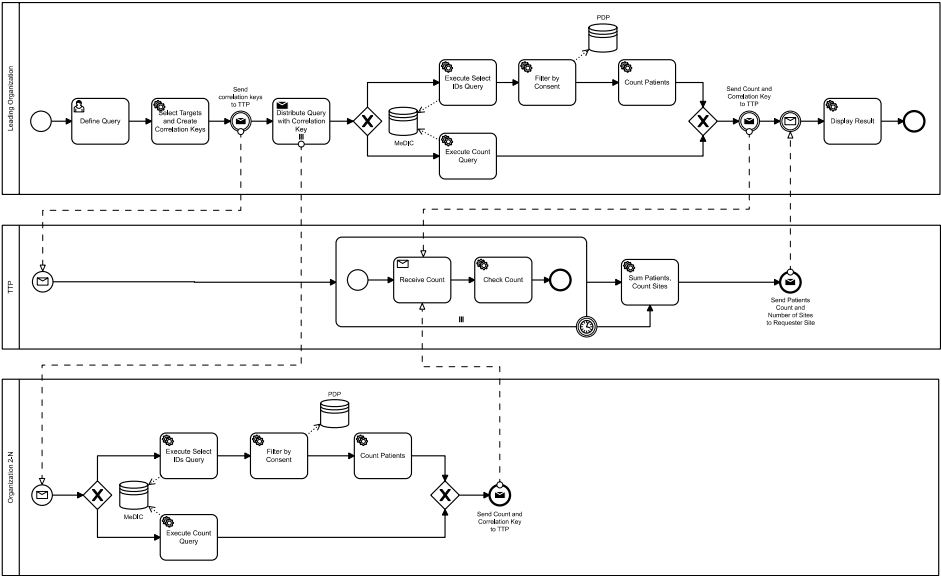 Leading Organization
Define Query
Select Targets
and Create
Correlation Keys
Send
correlation keys
to TTP
Distribute Query
with Correlation
Key
X
MeDIC
Execute Select
IDs Query
Execute Count
Query
Filter by
Consent
PDP
Count Patients
X
Send Count and
Correlation Key
to TTP
Display Result
TTP
Receive Count
Check Count
Sum Patients,
Count Sites
Send Patients
Count and
Number of Sites
to Requester Site
Organization 2-N
X
MeDIC
Execute Select
IDs Query
Execute Count
Query
Filter by
Consent
PDP
Count Patients
X
Send Count and
Correlation Key
to TTP